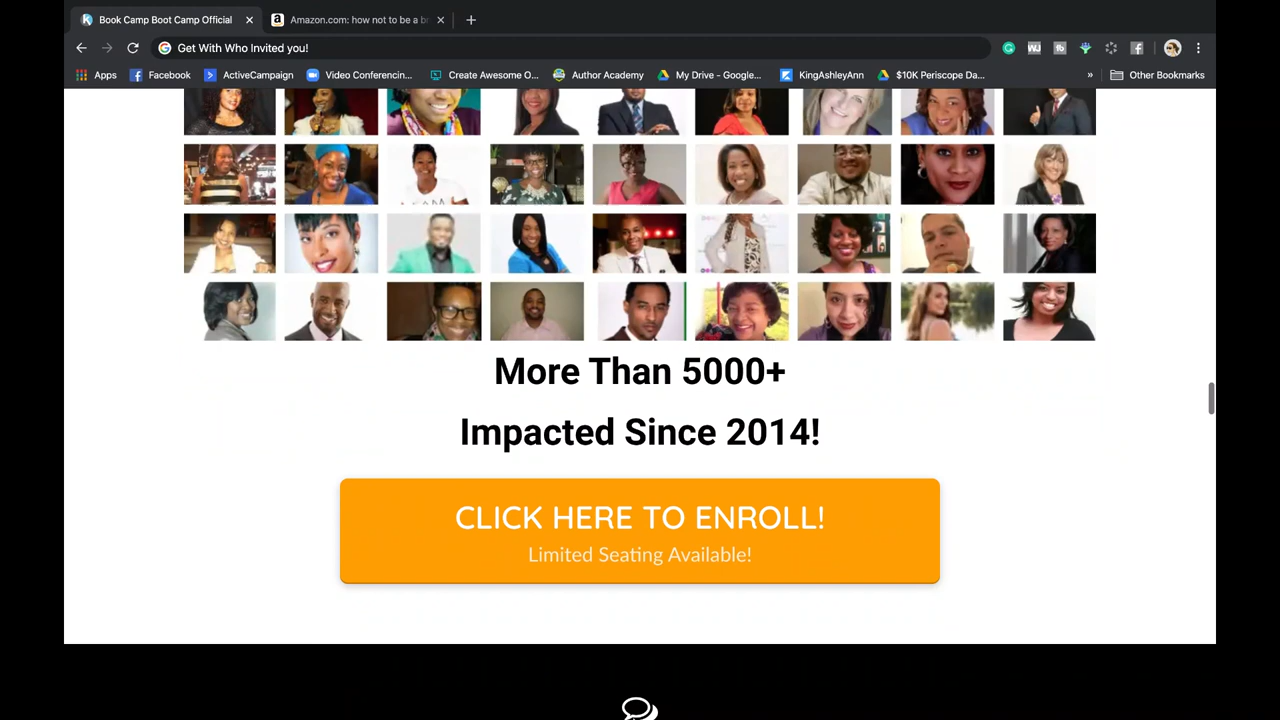 Book Camp Boot Camp Official
Amazon.com: how not to be a br
Get With Who Invited you!
Apps
Facebook
ActiveCampaign
Video Conferencin...
Create Awesome O...
Author Academy
My Drive - Google...
KingAshleyAnn
$10K Periscope Da...
»
Other Bookmarks
More Than 5000+
Impacted Since 2014!
CLICK HERE TO ENROLL!
Limited Seating Available!